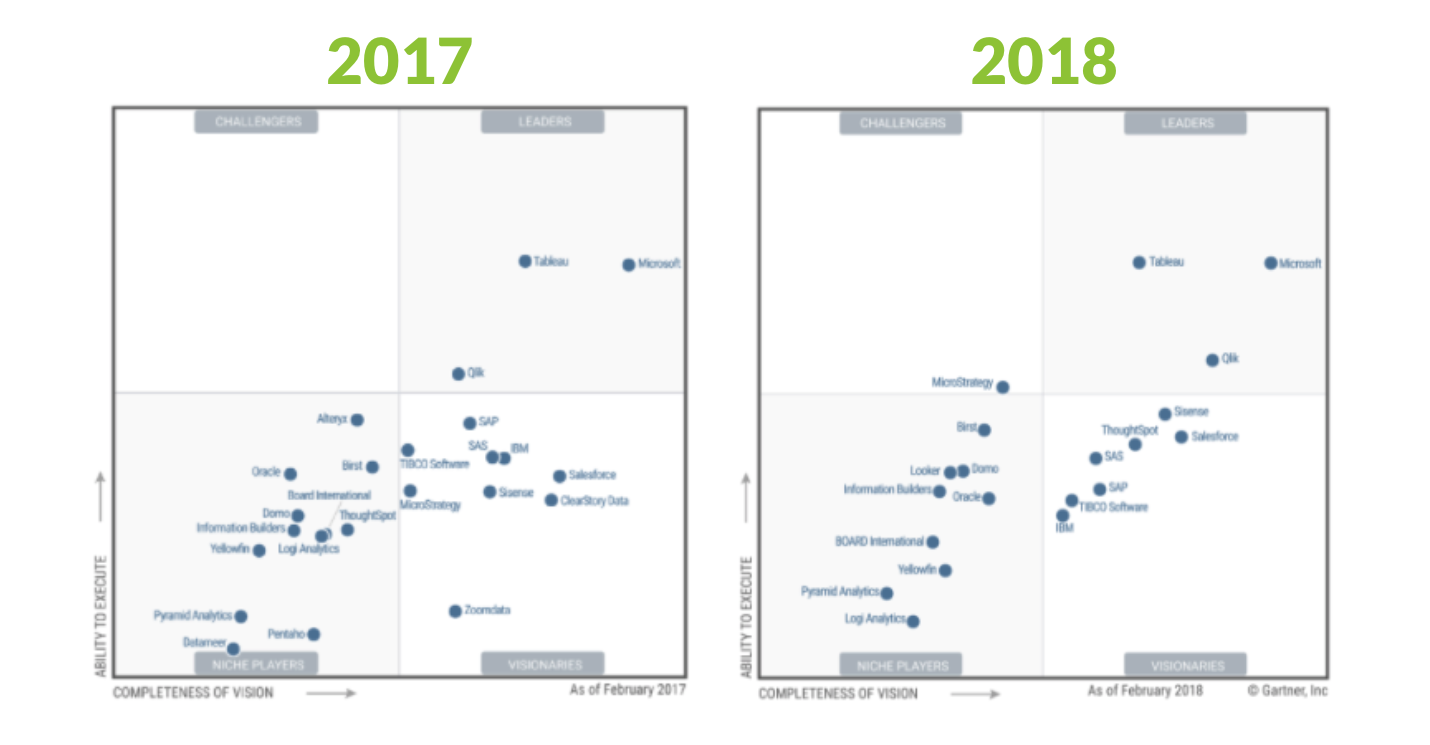 2017
CHALLENGERS
LEADERS
Tableau
Microsoft
Qlik
Alteryx
SAP
SAS
IBM
TIBCO Software
Birst
Oracle
Salesforce
Board International
MicroStrategy
Sisense
ClearStory Data
Domo
ThoughtSpot
Information Builders
Logi Analytics
Yellowfin
Zoomdata
Pyramid Analytics
Pentaho
Datameer
NICHE PLAYERS
VISIONARIES
ABILITY TO EXECUTE
COMPLETENESS OF VISION
As of February 2017
2018
CHALLENGERS
LEADERS
Tableau
Microsoft
Qlik
MicroStrategy
Sisense
Birst
ThoughtSpot
Salesforce
SAS
Looker
Domo
Information Builders
Oracle
SAP
TIBCO Software
IBM
BOARD International
Yellowfin
Pyramid Analytics
Logi Analytics
NICHE PLAYERS
VISIONARIES
ABILITY TO EXECUTE
COMPLETENESS OF VISION
As of February 2018
© Gartner, Inc